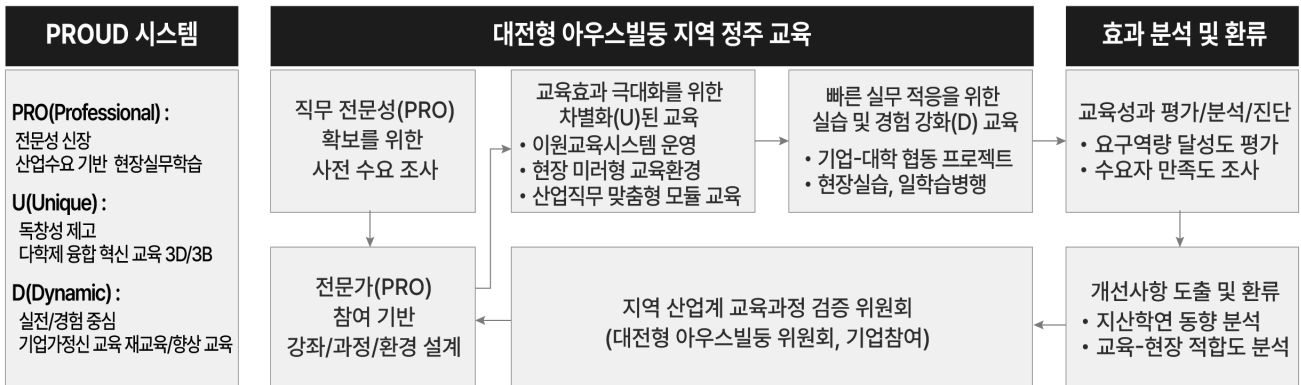 PROUD 시스템
PRO(Professional) :
전문성 신장
산업수요 기반 현장실무학습
U(Unique) :
독창성 제고
다학제 융합 혁신 교육 3D/3B
D(Dynamic) :
실전/경험 중심
기업가정신 교육 재교육/향상 교육
대전형 아우스빌둥 지역 정주 교육
직무 전문성(PRO)
확보를 위한
사전 수요 조사
교육효과 극대화를 위한
차별화(U)된 교육
• 이원교육시스템 운영
• 현장 미러형 교육환경
• 산업직무 맞춤형 모듈 교육
빠른 실무 적응을 위한
실습 및 경험 강화(D) 교육
• 기업-대학 협동 프로젝트
• 현장실습, 일학습병행
전문가(PRO)
참여 기반
강좌/과정/환경 설계
지역 산업계 교육과정 검증 위원회
(대전형 아우스빌둥 위원회, 기업참여)
효과 분석 및 환류
교육성과 평가/분석/진단
• 요구역량 달성도 평가
• 수요자 만족도 조사
개선사항 도출 및 환류
• 지산학연 동향 분석
• 교육-현장 적합도 분석